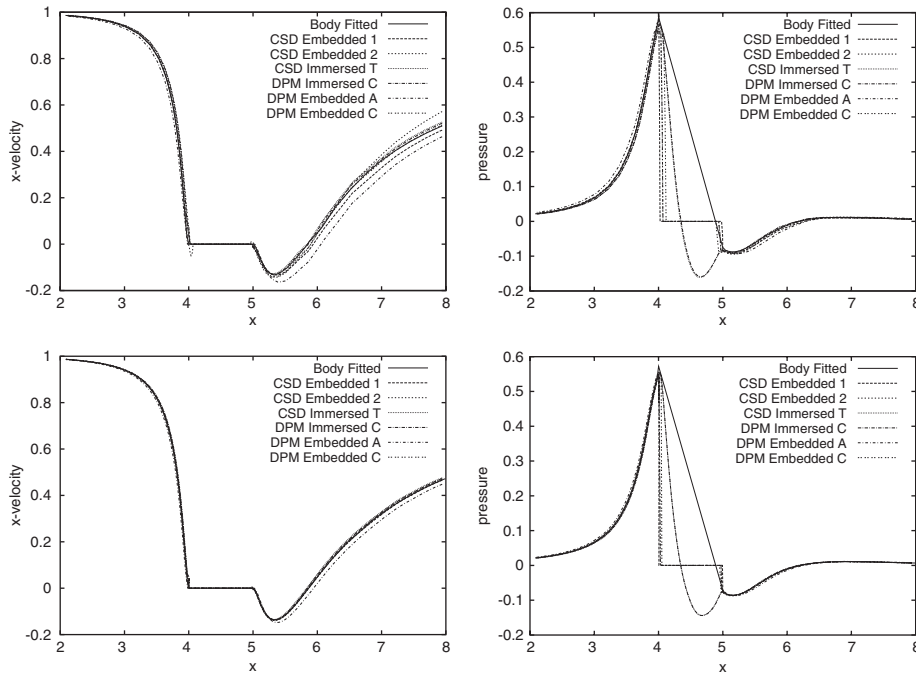 1
0.8
0.6
0.4
0.2
0
-0.2
x-velocity
2 3 4 5 6 7 8
x
Body Fitted
CSD Embedded 1
CSD Embedded 2
CSD Immersed T
DPM Immersed C
DPM Embedded A
DPM Embedded C
0.6
0.5
0.4
0.3
0.2
0.1
0
-0.1
-0.2
pressure
2 3 4 5 6 7 8
x
Body Fitted
CSD Embedded 1
CSD Embedded 2
CSD Immersed T
DPM Immersed C
DPM Embedded A
DPM Embedded C
1
0.8
0.6
0.4
0.2
0
-0.2
x-velocity
2 3 4 5 6 7 8
x
Body Fitted
CSD Embedded 1
CSD Embedded 2
CSD Immersed T
DPM Immersed C
DPM Embedded A
DPM Embedded C
0.6
0.5
0.4
0.3
0.2
0.1
0
-0.1
-0.2
pressure
2 3 4 5 6 7 8
x
Body Fitted
CSD Embedded 1
CSD Embedded 2
CSD Immersed T
DPM Immersed C
DPM Embedded A
DPM Embedded C